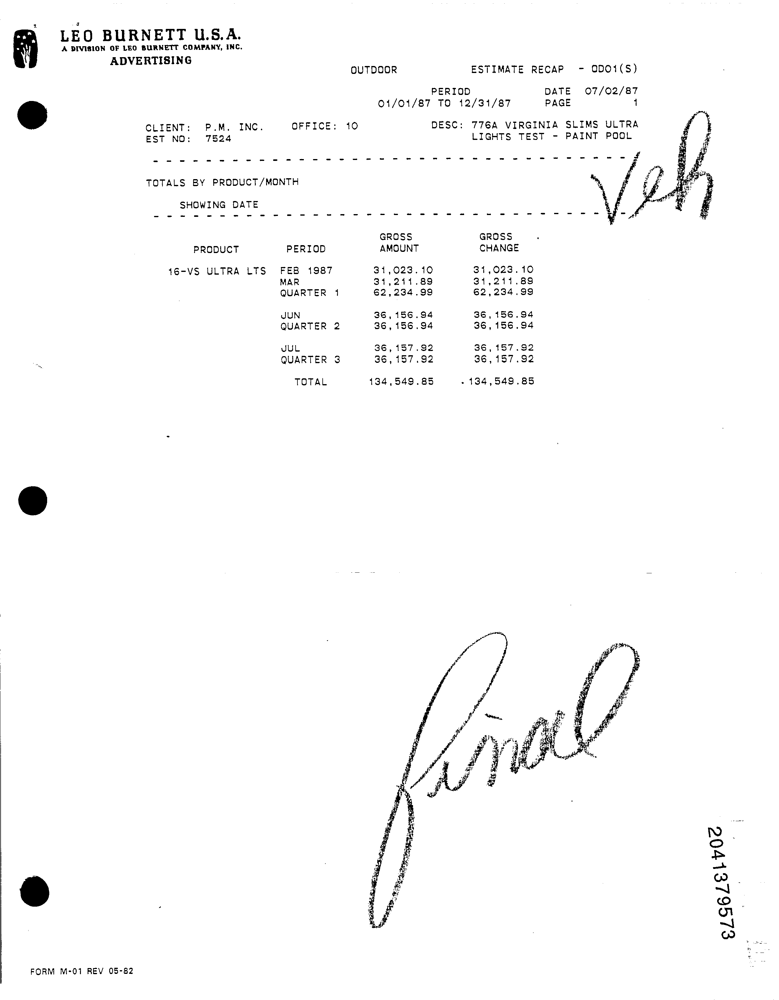 LEO BURNETT U.S.A.
A DIVISION OF LEO BURNETT COMPANY, INC.
ADVERTISING
OUTDOOR ESTIMATE RECAP - OD01(S)
PERIOD DATE 07/02/87
01/01/87 TO 12/31/87 PAGE 1
CLIENT: P.M. INC. OFFICE: 10 DESC: 776A VIRGINIA SLIMS ULTRA
EST NO: 7524 LIGHTS TEST - PAINT POOL
TOTALS BY PRODUCT/MONTH
SHOWING DATE
GROSS GROSS
PRODUCT PERIOD AMOUNT CHANGE
16-VS ULTRA LTS FEB 1987 31,023.10 31,023.10
MAR 31,211.89 31,211.89
QUARTER 1 62,234.99 62,234.99
JUN 36,156.94 36,156.94
QUARTER 2 36,156.94 36,156.94
JUL 36,157.92 36,157.92
QUARTER 3 36,157.92 36,157.92
TOTAL 134,549.85 134,549.85
final
2041379573
FORM M-01 REV 05-82